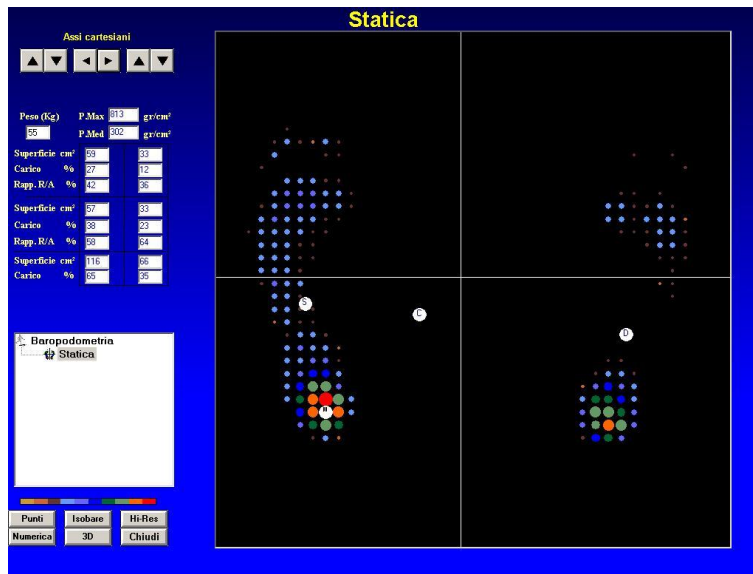 Statica
Assi cartesiani
Peso (Kg) P.Max 813 gr/cm²
55 P.Med 302 gr/cm²
Superficie cm² 59 33
Carico % 27 12
Rapp. R/A % 42 36
Superficie cm² 57 33
Carico % 38 23
Rapp. R/A % 58 64
Superficie cm² 116 66
Carico % 65 35
S
C
D
M
Baropodometria
Statica
Punti Isobare Hi-Res
Numerica 3D Chiudi